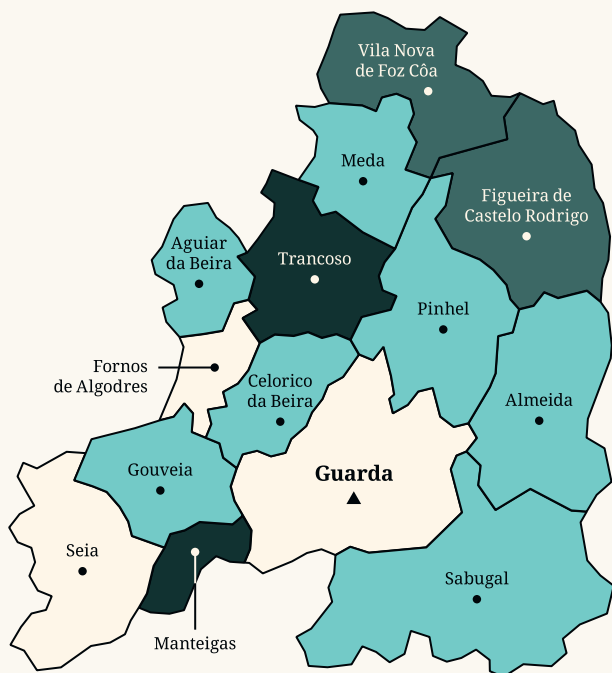 Vila Nova
de Foz Côa
Meda
Figueira de
Castelo Rodrigo
Aguiar
da Beira
Trancoso
Pinhel
Fornos
de Algodres
Celorico
da Beira
Almeida
Gouveia
Guarda
Seia
Sabugal
Manteigas